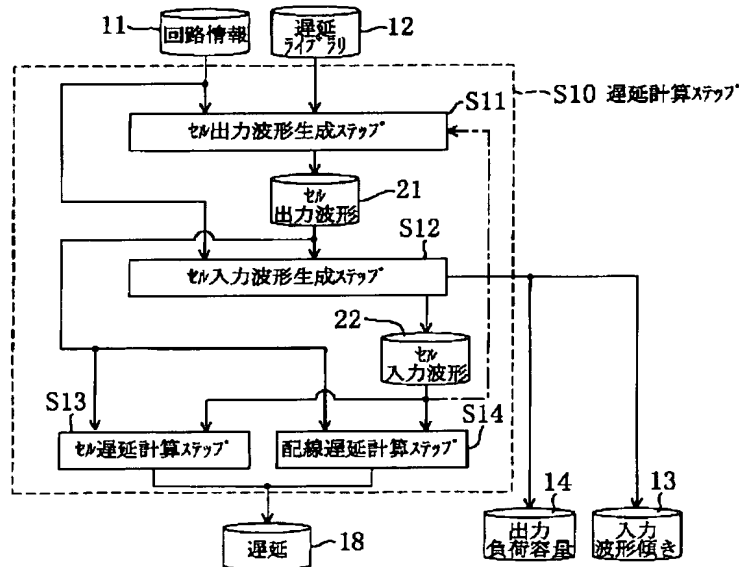 11
回路情報
遅延
ライブラリ
12
S10 遅延計算ステップ
S11
セル出力波形生成ステップ
21
セル
出力波形
S12
セル入力波形生成ステップ
22
セル
入力波形
S13
セル遅延計算ステップ
S14
配線遅延計算ステップ
14
出力
負荷容量
13
入力
波形傾き
遅延
18